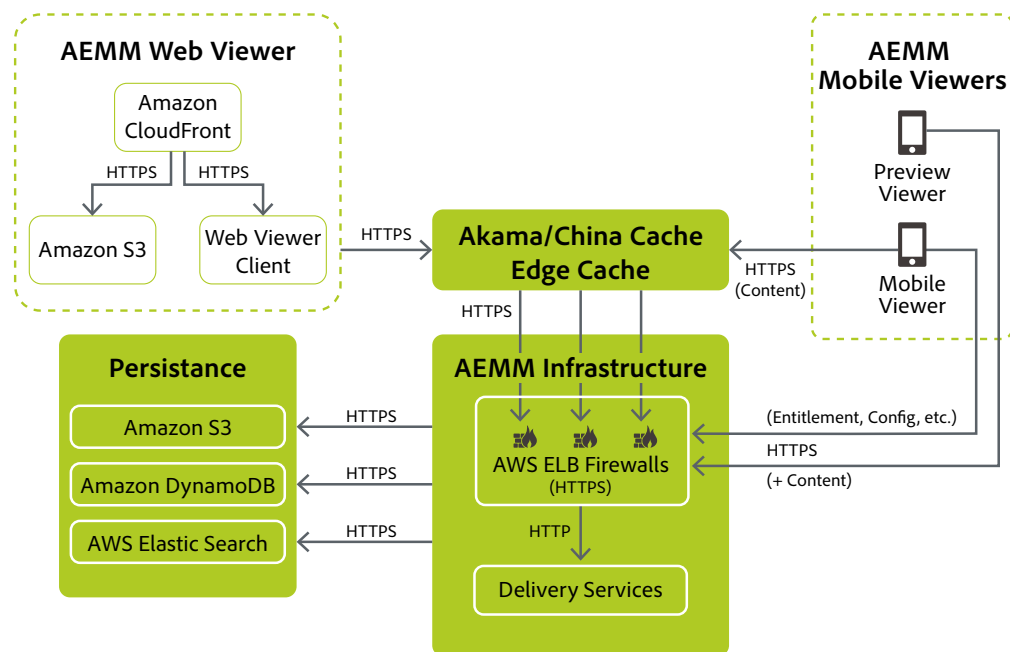 AEMM Web Viewer
Amazon
CloudFront
HTTPS
HTTPS
Amazon S3
Web Viewer
Client
HTTPS
Akama/China Cache
Edge Cache
HTTPS
(Content)
AEMM
Mobile Viewers
Preview
Viewer
Mobile
Viewer
HTTPS
Persistance
Amazon S3
Amazon DynamoDB
AWS Elastic Search
HTTPS
HTTPS
HTTPS
AEMM Infrastructure
AWS ELB Firewalls
(HTTPS)
HTTP
Delivery Services
(Entitlement, Config, etc.)
HTTPS
(+ Content)